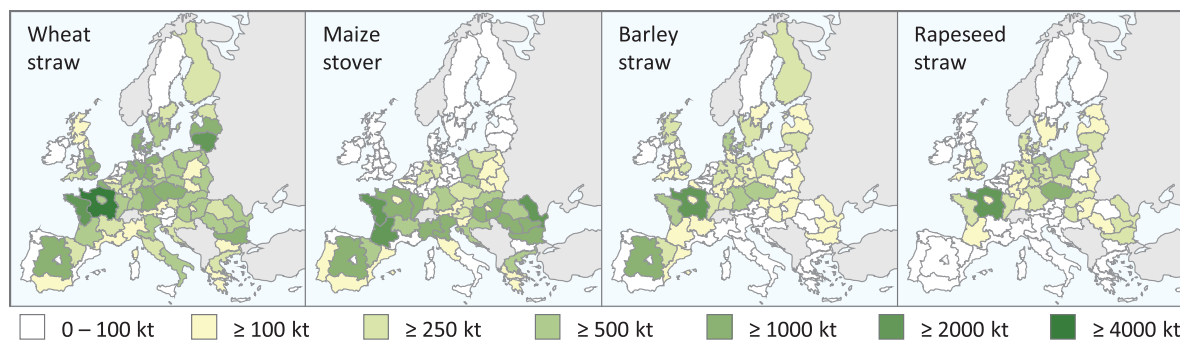 Wheat
straw
Maize
stover
Barley
straw
Rapeseed
straw
0 – 100 kt
≥ 100 kt
≥ 250 kt
≥ 500 kt
≥ 1000 kt
≥ 2000 kt
≥ 4000 kt